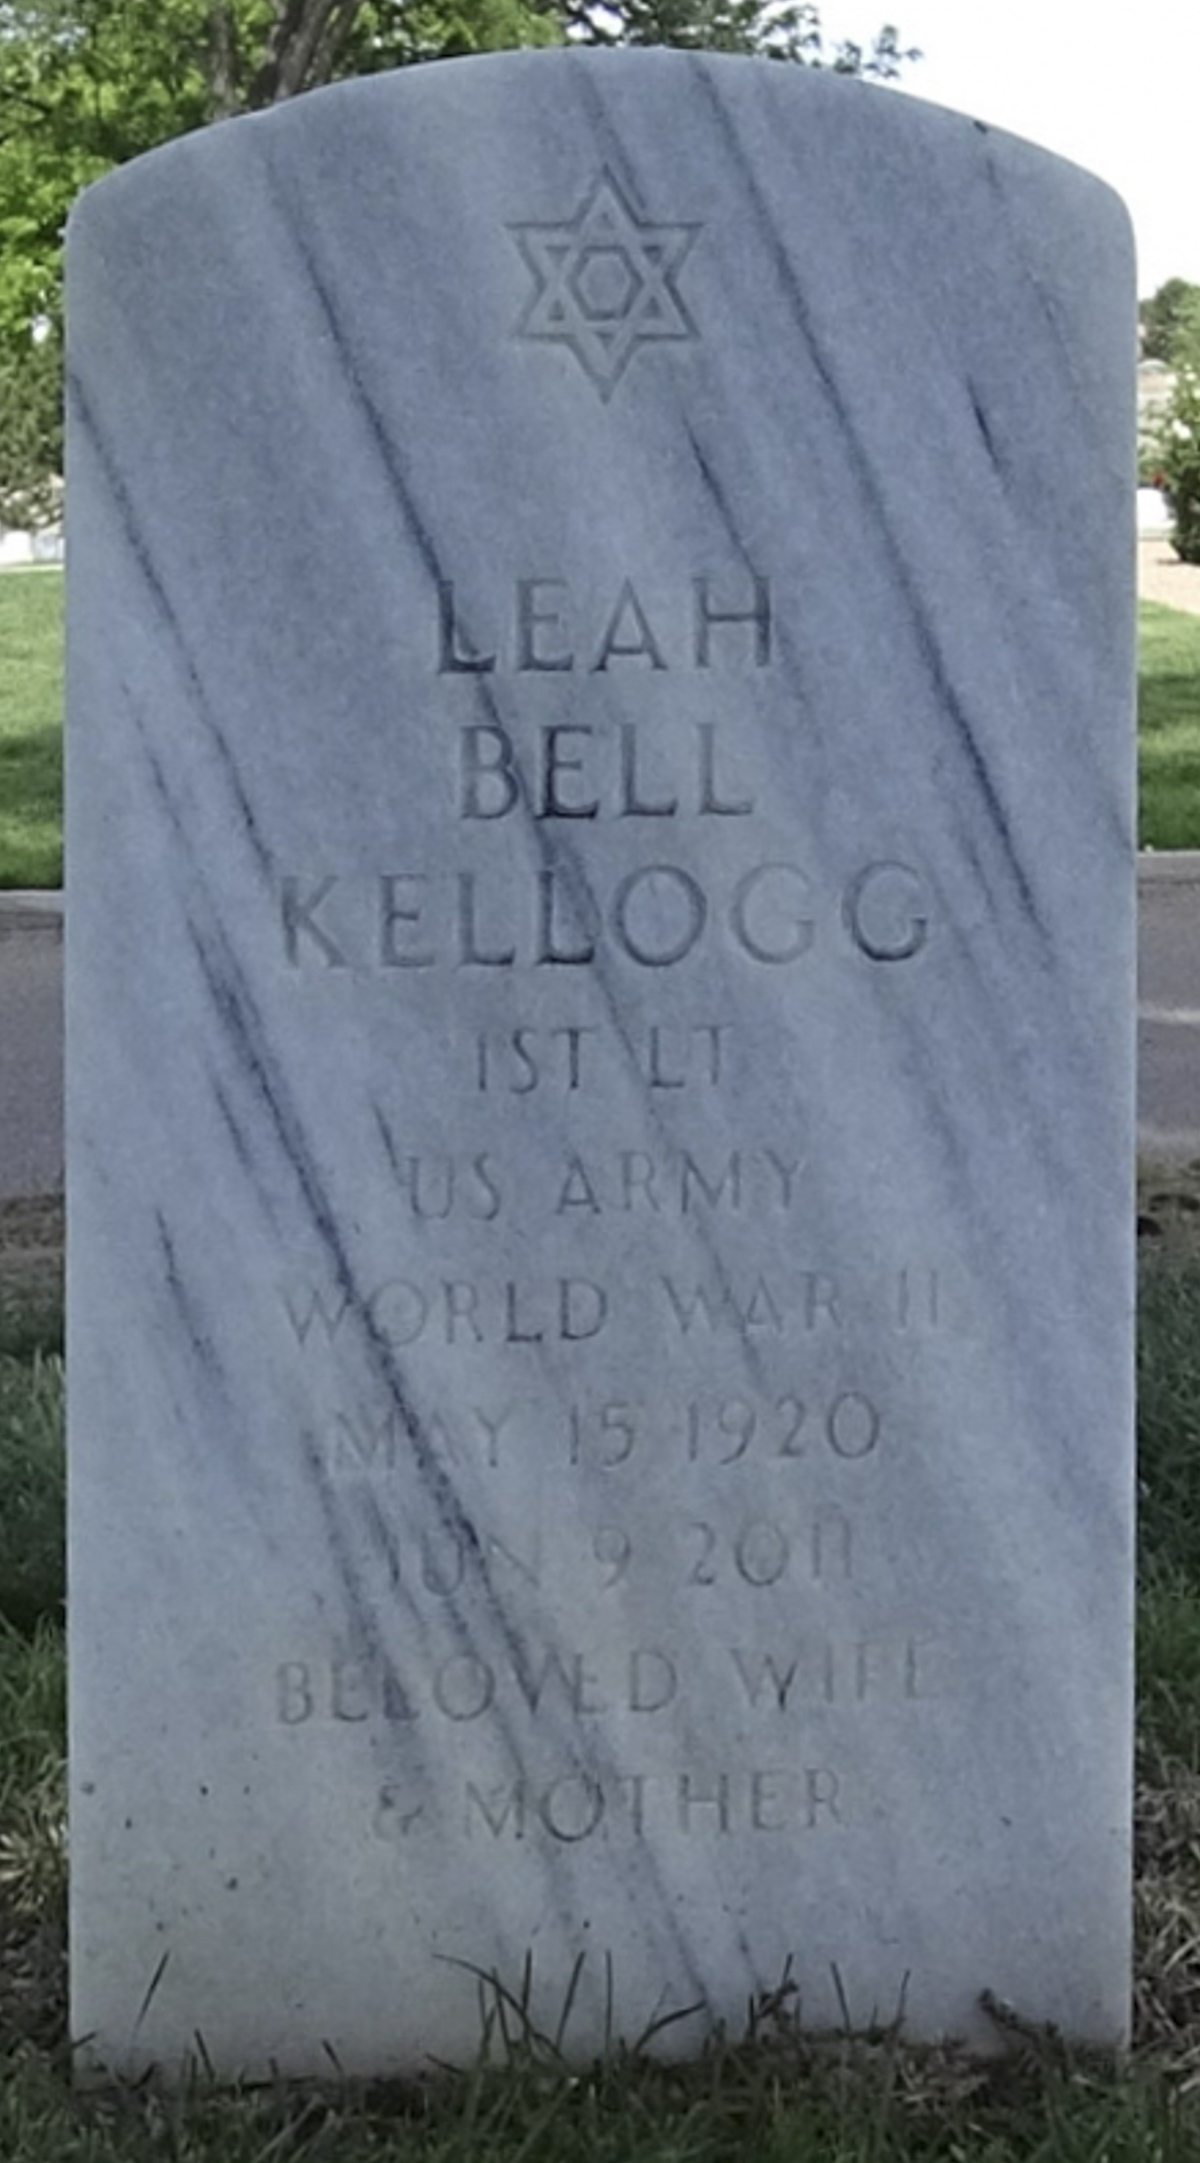 LEAH
BELL
KELLOGG
1ST LT
US ARMY
WORLD WAR II
MAY 15 1920
JUN 9 2011
BELOVED WIFE
& MOTHER